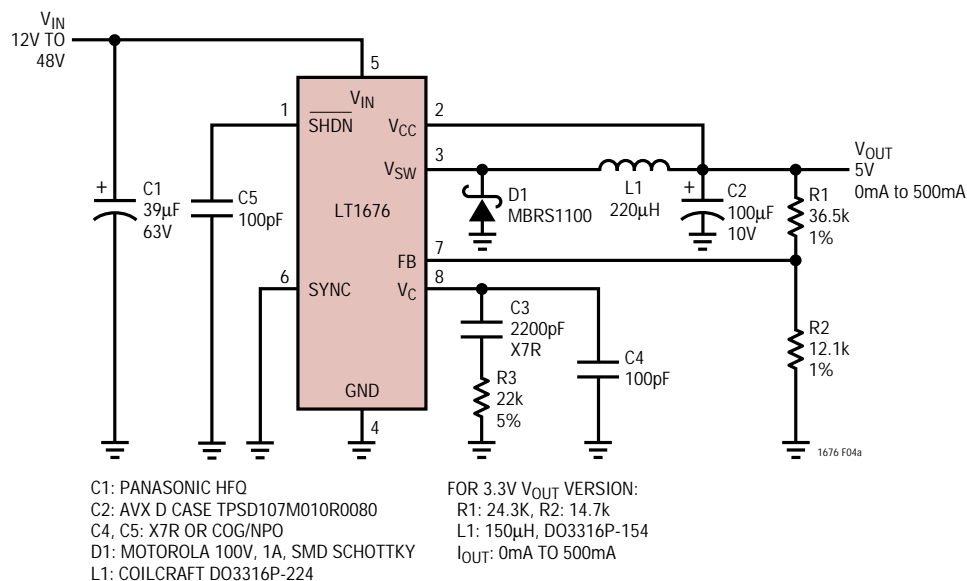 VIN
12V TO
48V
5
1
VIN
2
SHDN
VCC
3
VSW
LT1676
+
C1
39µF
63V
C5
100pF
D1
MBRS1100
L1
220µH
+
C2
100µF
10V
VOUT
5V
0mA to 500mA
R1
36.5k
1%
7
FB
6
SYNC
8
VC
C3
2200pF
X7R
R3
22k
5%
C4
100pF
R2
12.1k
1%
GND
4
1676 F04a
C1: PANASONIC HFQ
C2: AVX D CASE TPSD107M010R0080
C4, C5: X7R OR COG/NPO
D1: MOTOROLA 100V, 1A, SMD SCHOTTKY
L1: COILCRAFT DO3316P-224
FOR 3.3V VOUT VERSION:
R1: 24.3K, R2: 14.7k
L1: 150µH, DO3316P-154
IOUT: 0mA TO 500mA